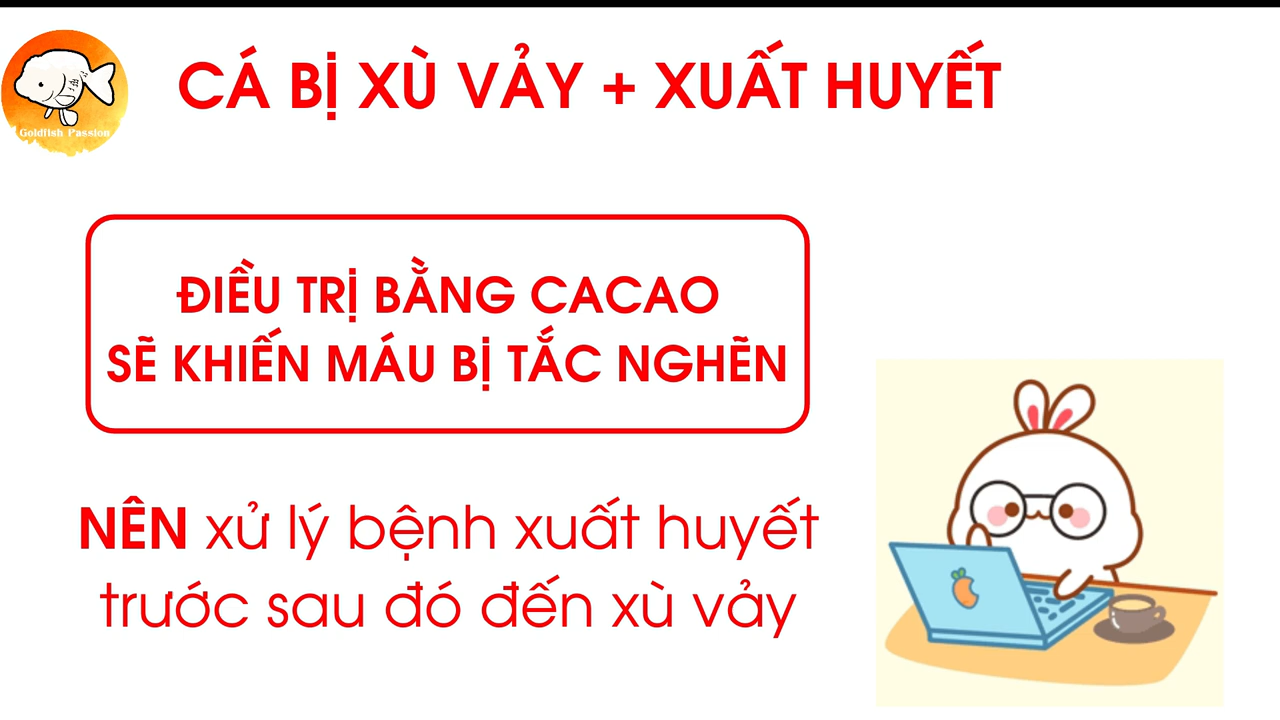 Goldfish Passion
CÁ BỊ XÙ VẢY + XUẤT HUYẾT
ĐIỀU TRỊ BẰNG CACAO
SẼ KHIẾN MÁU BỊ TẮC NGHẼN
NÊN xử lý bệnh xuất huyết
trước sau đó đến xù vảy